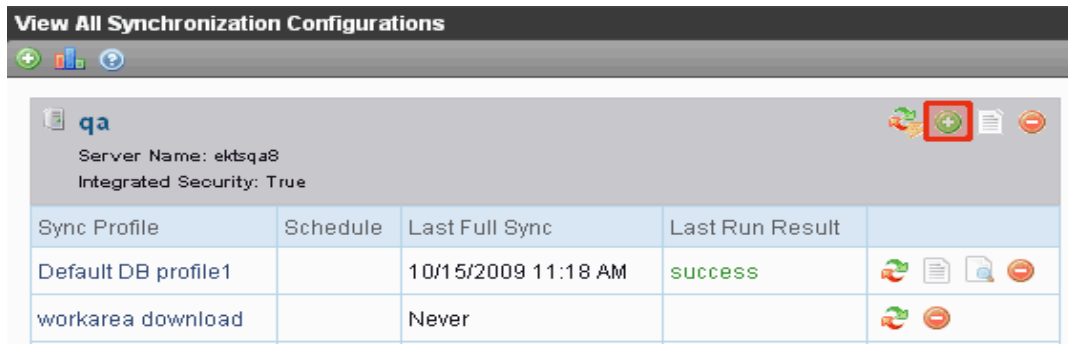 View All Synchronization Configurations
qa
Server Name: ektsqa8
Integrated Security: True
Sync Profile Schedule Last Full Sync Last Run Result
Default DB profile1 10/15/2009 11:18 AM success
workarea download Never